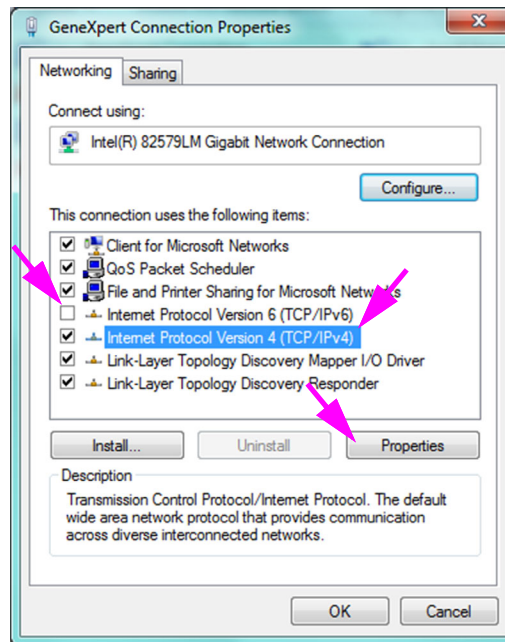 GeneXpert Connection Properties
Networking
Sharing
Connect using:
Intel(R) 82579LM Gigabit Network Connection
Configure...
This connection uses the following items:
Client for Microsoft Networks
QoS Packet Scheduler
File and Printer Sharing for Microsoft Networks
Internet Protocol Version 6 (TCP/IPv6)
Internet Protocol Version 4 (TCP/IPv4)
Link-Layer Topology Discovery Mapper I/O Driver
Link-Layer Topology Discovery Responder
Install...
Uninstall
Properties
Description
Transmission Control Protocol/Internet Protocol. The default
wide area network protocol that provides communication
across diverse interconnected networks.
OK
Cancel